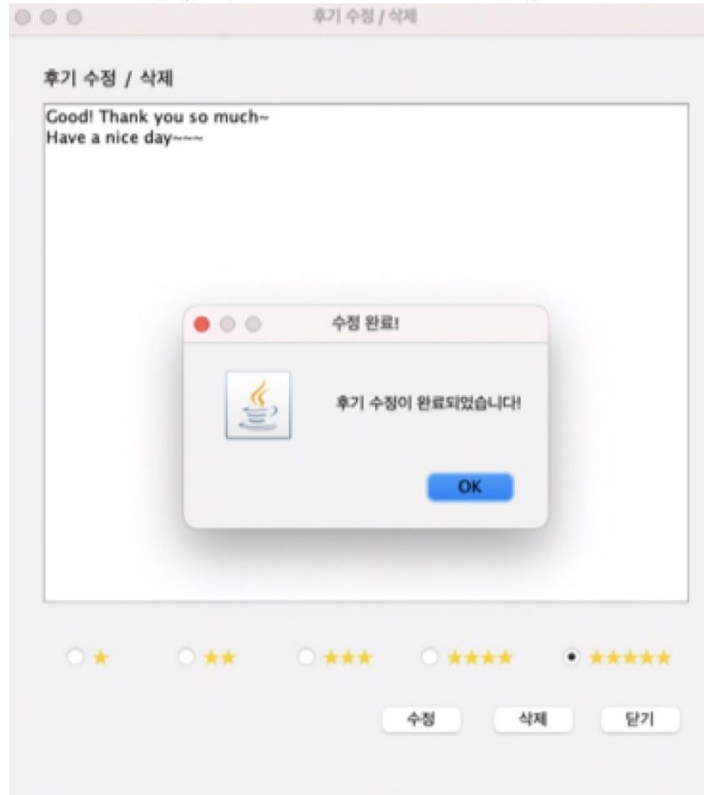 후기 수정 / 삭제
후기 수정 / 삭제
Good! Thank you so much~
Have a nice day~~~
수정 완료!
후기 수정이 완료되었습니다!
OK
★ ★★ ★★★ ★★★★ ★★★★★
수정 삭제 닫기